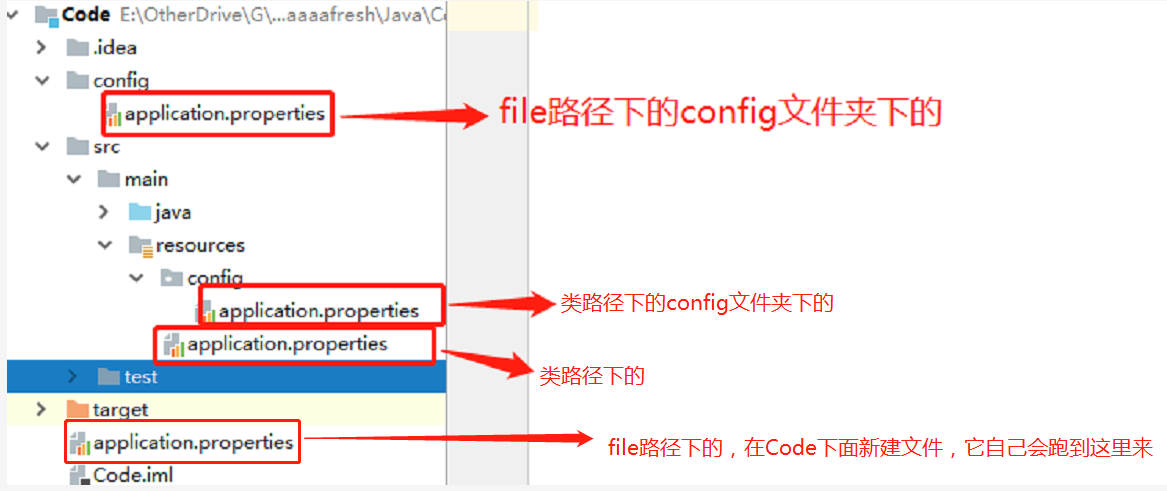 Code E:\OtherDrive\G\...aaaafresh\Java\C
.idea
config
application.properties
file路径下的config文件夹下的
src
main
java
resources
config
application.properties
类路径下的config文件夹下的
application.properties
类路径下的
test
target
application.properties
file路径下的，在Code下面新建文件，它自己会跑到这里来
Code.iml